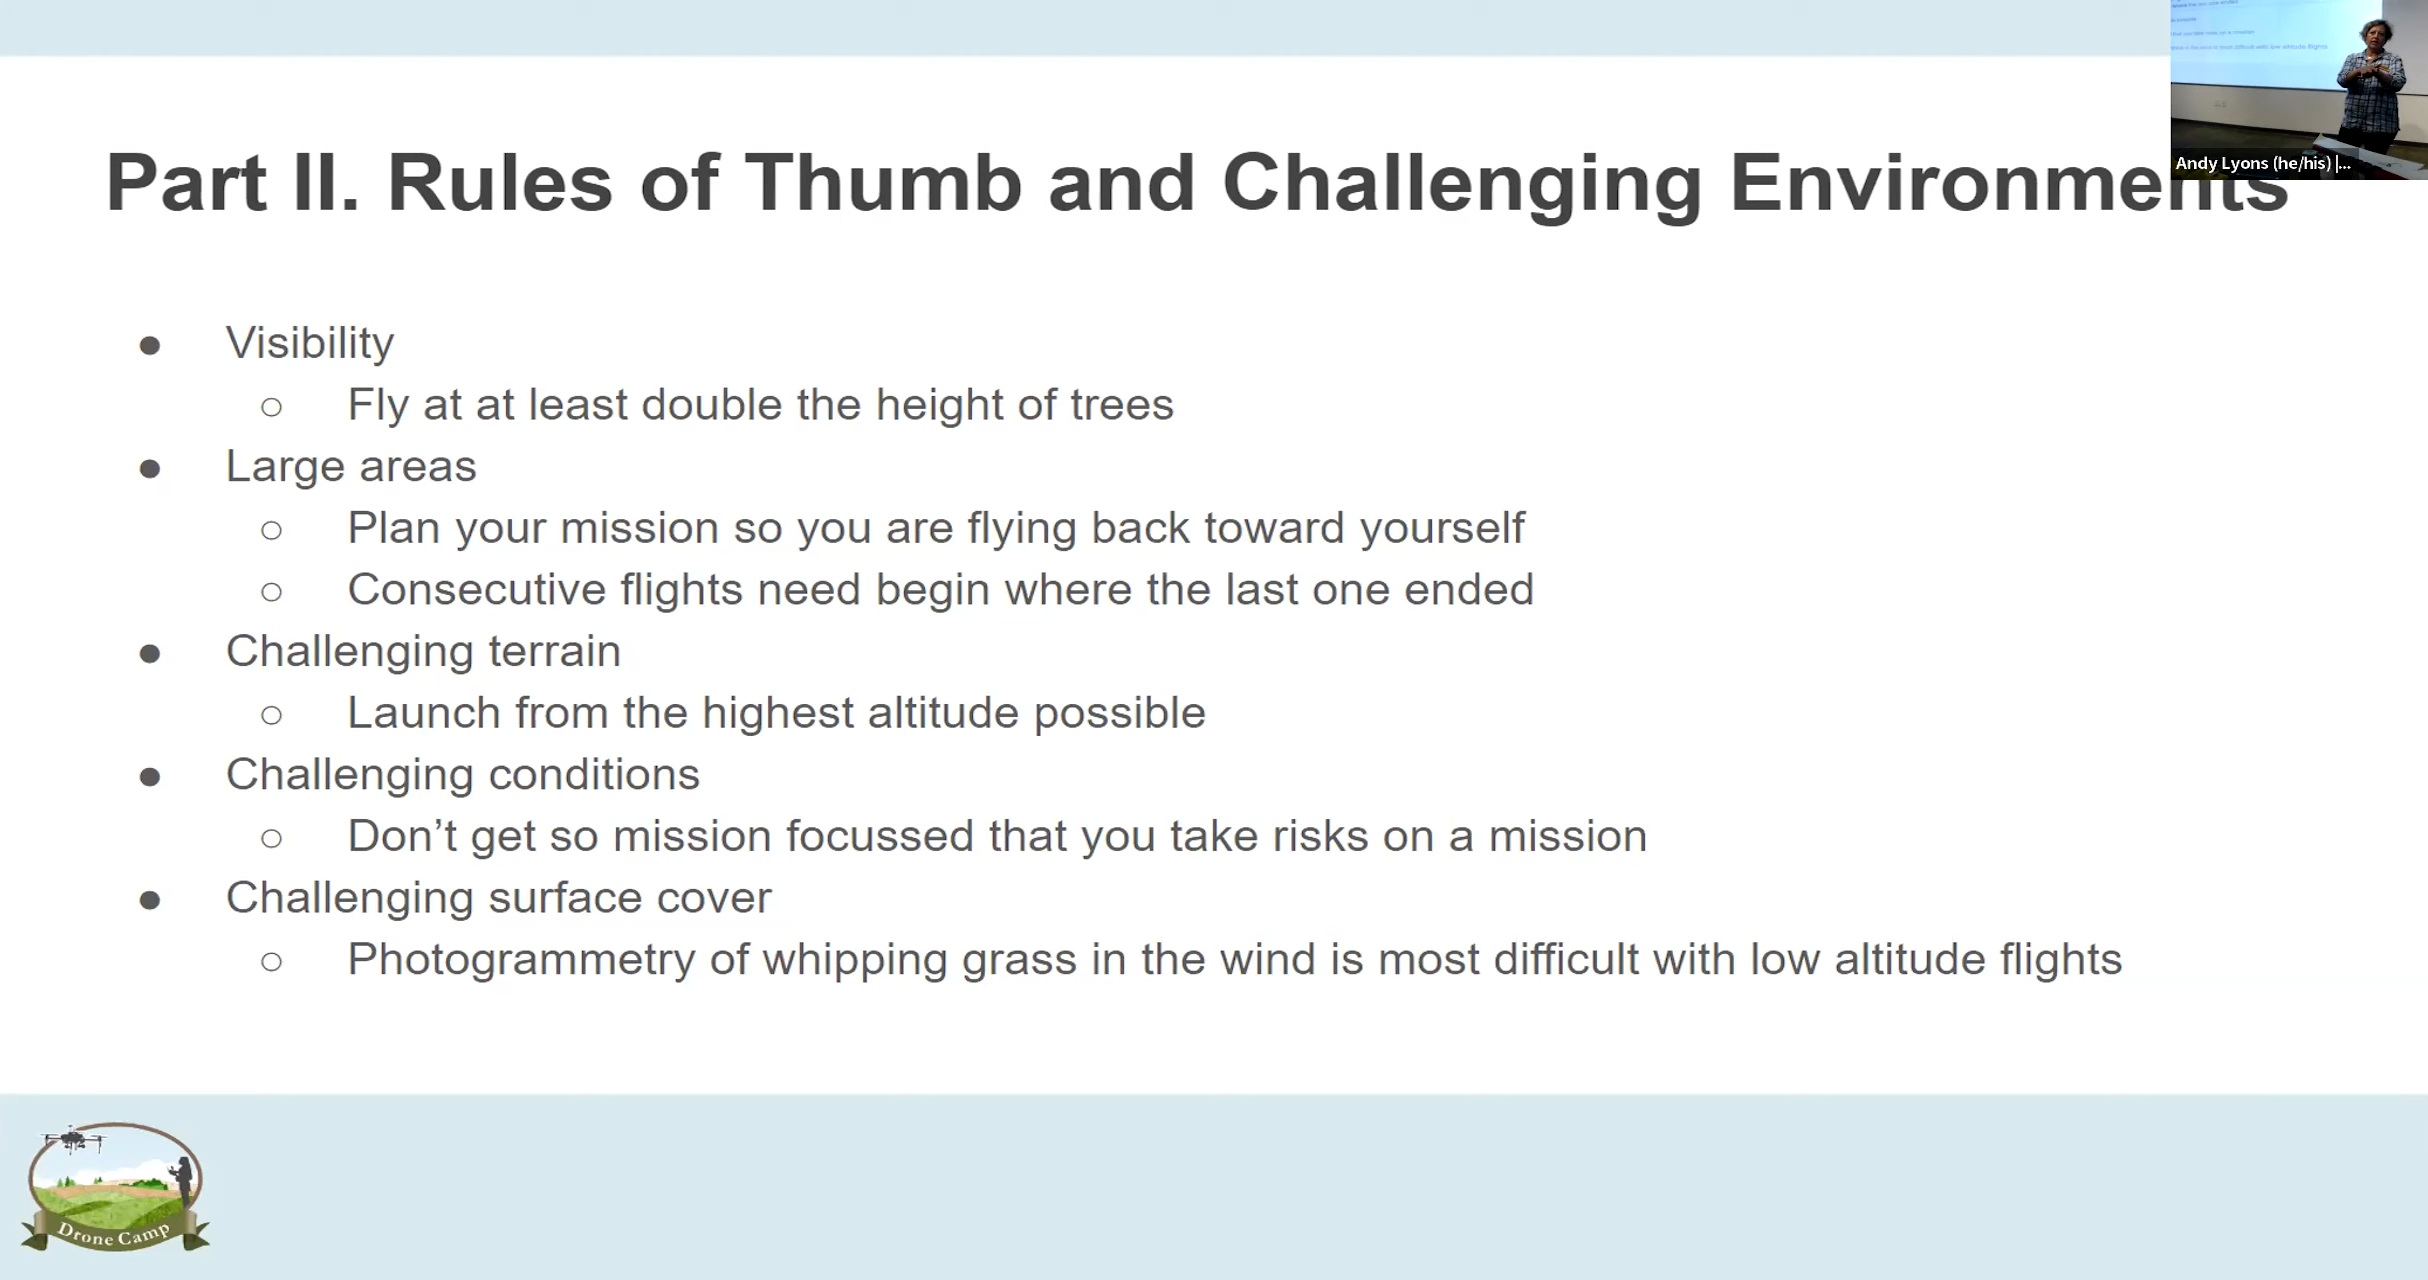 Part II. Rules of Thumb and Challenging Environments
Andy Lyons (he/his) |...
● Visibility
○ Fly at at least double the height of trees
● Large areas
○ Plan your mission so you are flying back toward yourself
○ Consecutive flights need begin where the last one ended
● Challenging terrain
○ Launch from the highest altitude possible
● Challenging conditions
○ Don’t get so mission focussed that you take risks on a mission
● Challenging surface cover
○ Photogrammetry of whipping grass in the wind is most difficult with low altitude flights
Drone Camp